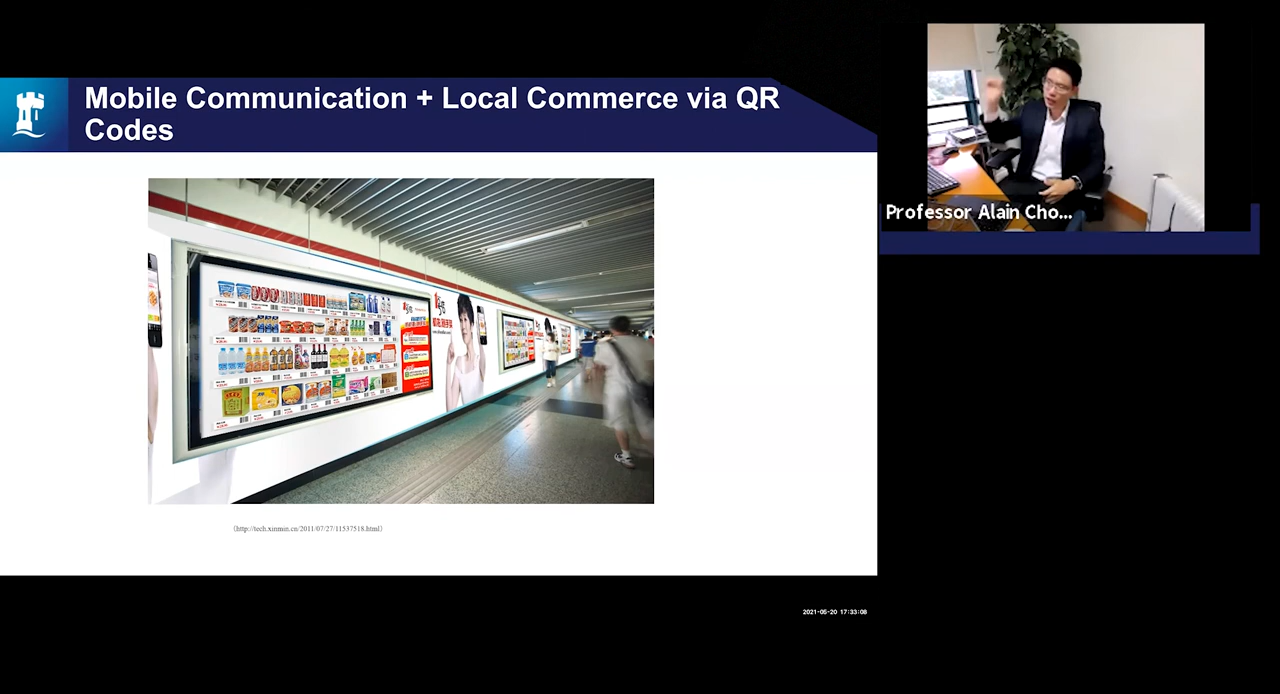 Mobile Communication + Local Commerce via QR
Codes
Professor Alain Cho...
(http://tech.xinmin.cn/2011/07/27/11537518.html)
2021-05-20 17:33:08